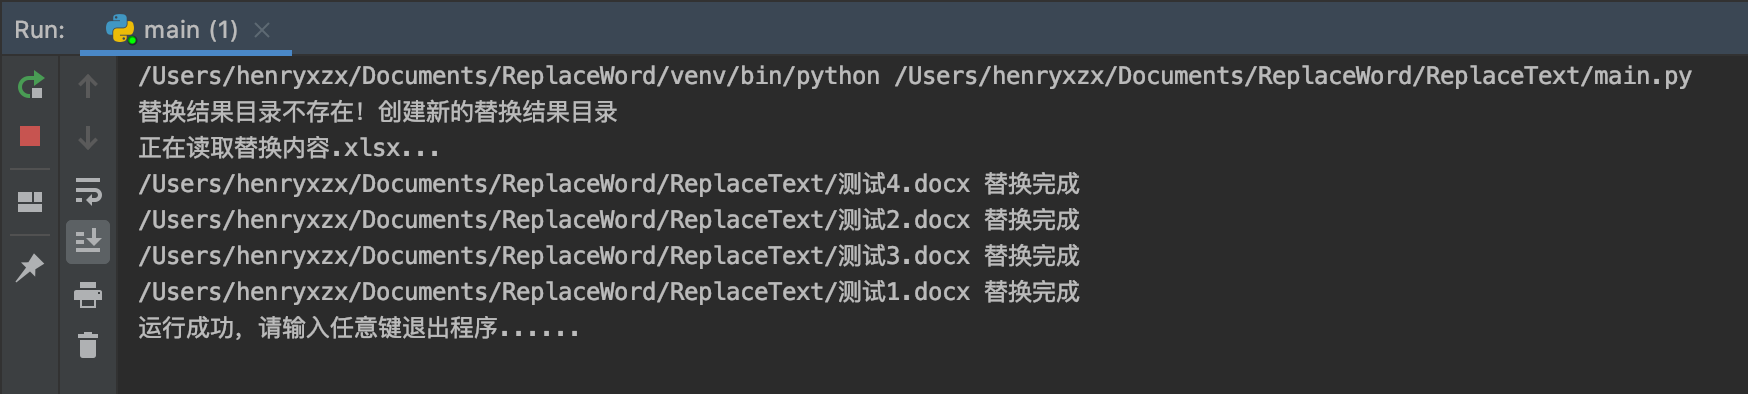 Run: main (1)
/Users/henryxzx/Documents/ReplaceWord/venv/bin/python /Users/henryxzx/Documents/ReplaceWord/ReplaceText/main.py
替换结果目录不存在！创建新的替换结果目录
正在读取替换内容.xlsx...
/Users/henryxzx/Documents/ReplaceWord/ReplaceText/测试4.docx 替换完成
/Users/henryxzx/Documents/ReplaceWord/ReplaceText/测试2.docx 替换完成
/Users/henryxzx/Documents/ReplaceWord/ReplaceText/测试3.docx 替换完成
/Users/henryxzx/Documents/ReplaceWord/ReplaceText/测试1.docx 替换完成
运行成功，请输入任意键退出程序......